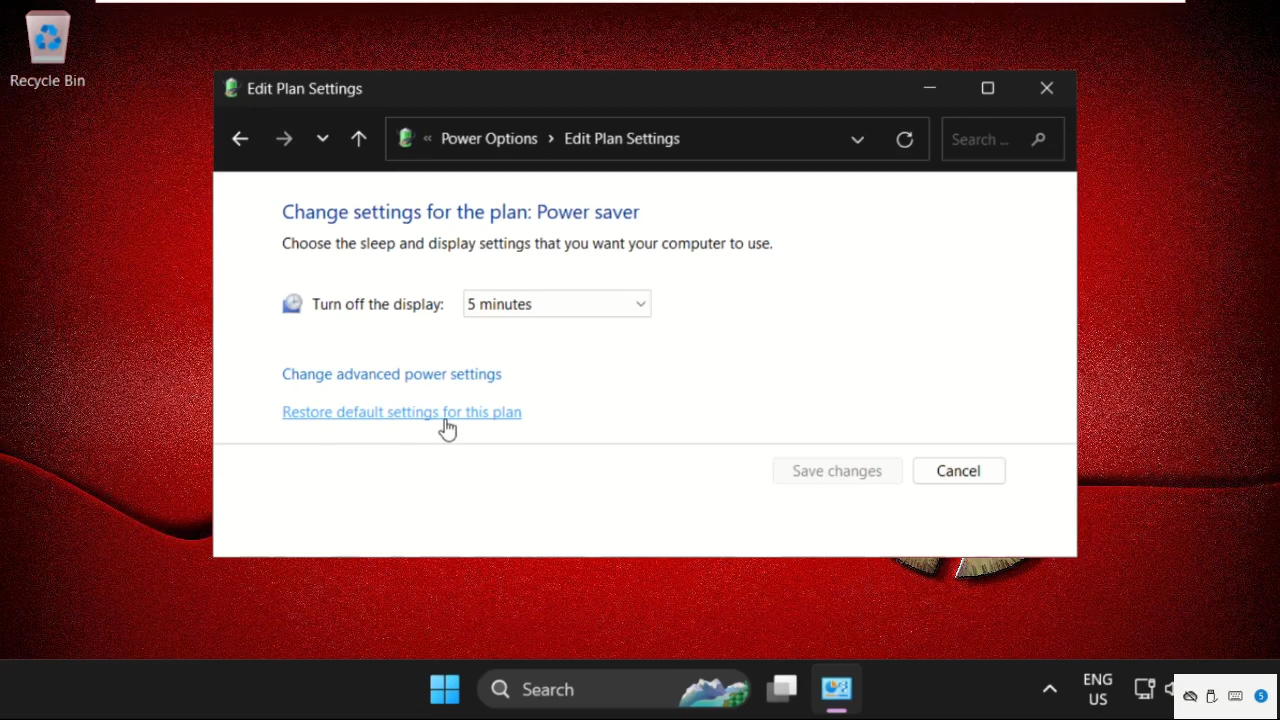 Recycle Bin
Edit Plan Settings
« Power Options › Edit Plan Settings
Search ...
Change settings for the plan: Power saver
Choose the sleep and display settings that you want your computer to use.
Turn off the display: 5 minutes
Change advanced power settings
Restore default settings for this plan
Save changes Cancel
Search
ENG
US
5